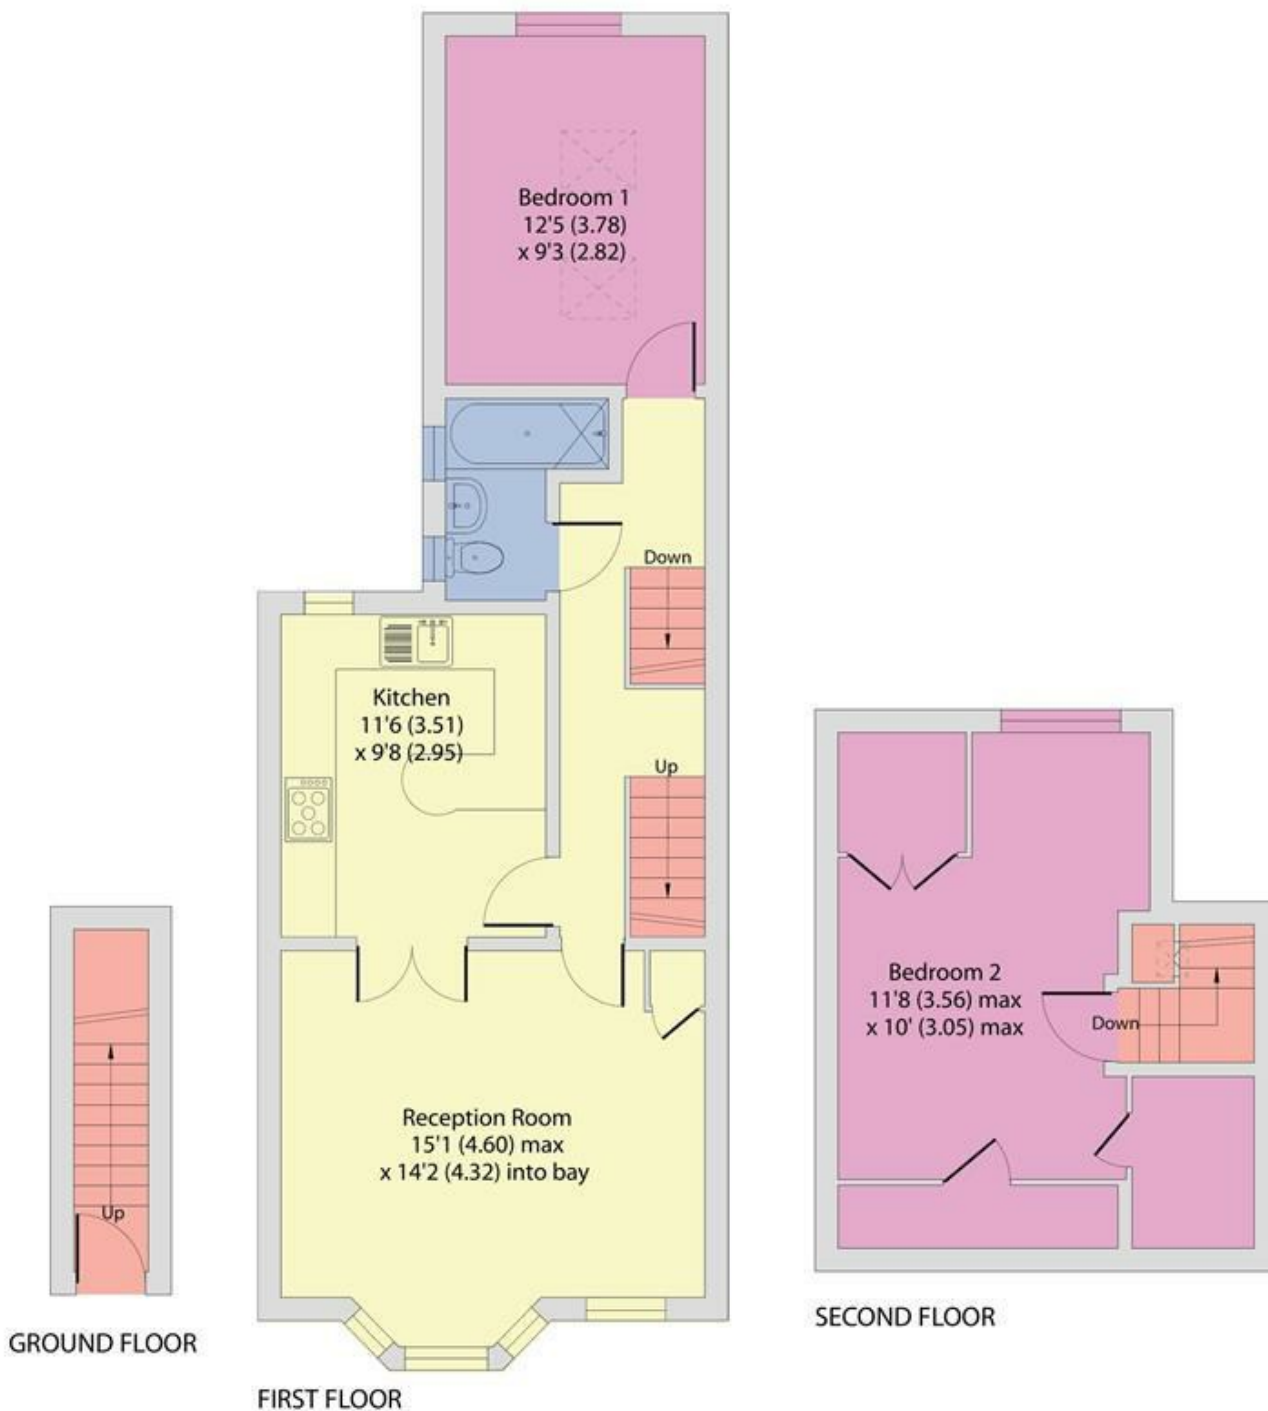 Bedroom 1
12'5 (3.78)
x 9'3 (2.82)
Down
Kitchen
11'6 (3.51)
x 9'8 (2.95)
Up
Reception Room
15'1 (4.60) max
x 14'2 (4.32) into bay
Bedroom 2
11'8 (3.56) max
x 10' (3.05) max
Down
Up
GROUND FLOOR
FIRST FLOOR
SECOND FLOOR